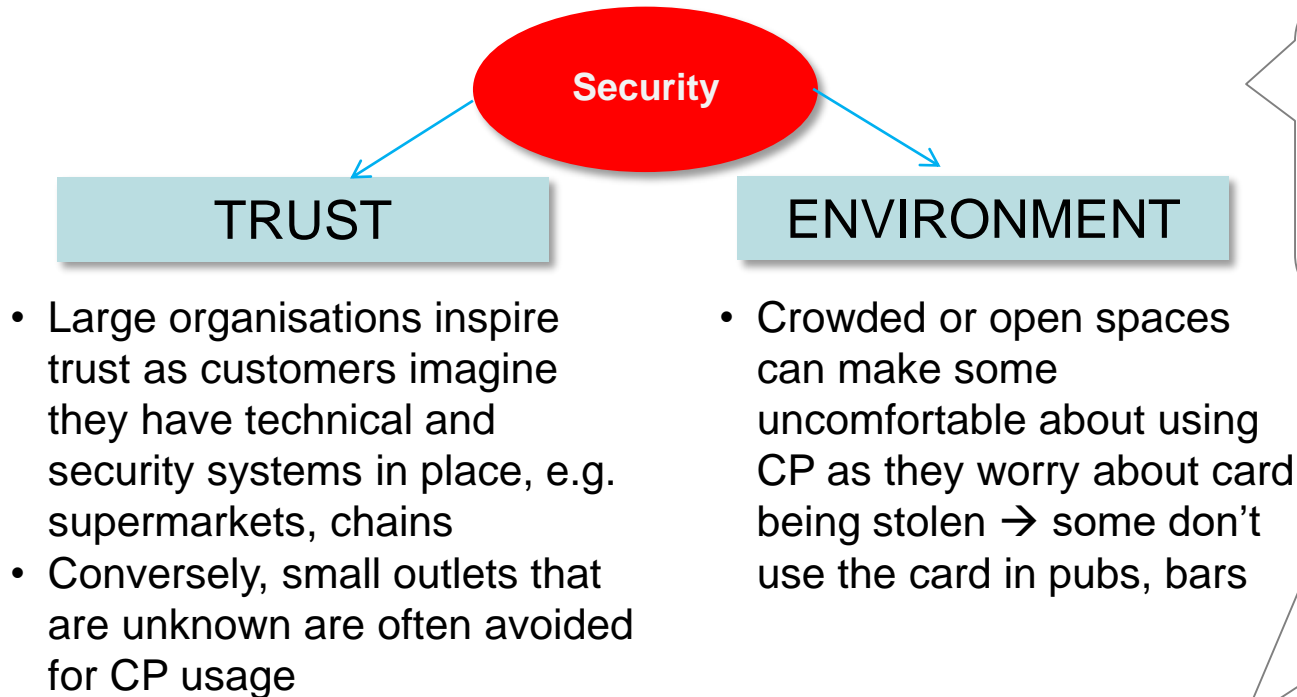 Security
TRUST
• Large organisations inspire
trust as customers imagine
they have technical and
security systems in place, e.g.
supermarkets, chains
• Conversely, small outlets that
are unknown are often avoided
for CP usage
ENVIRONMENT
• Crowded or open spaces
can make some
uncomfortable about using
CP as they worry about card
being stolen → some don’t
use the card in pubs, bars